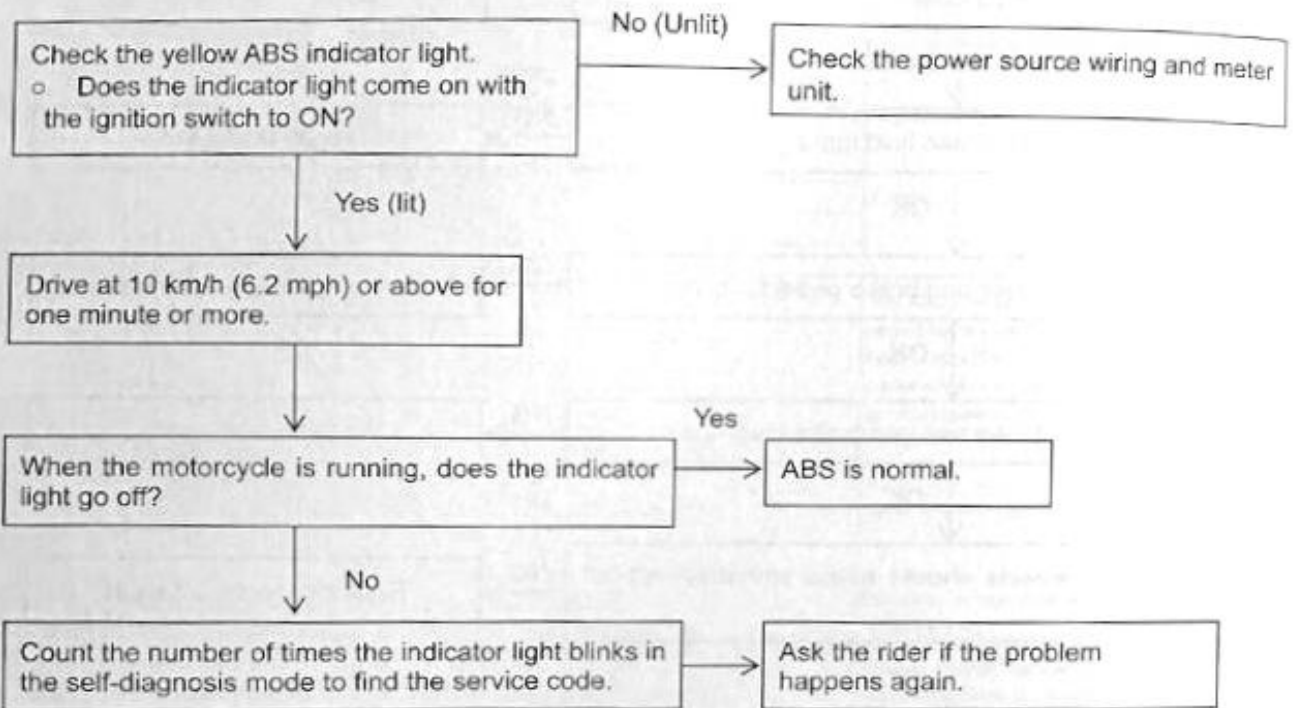 No (Unlit)
Check the yellow ABS indicator light.
○ Does the indicator light come on with
the ignition switch to ON?
Check the power source wiring and meter
unit.
Yes (lit)
Drive at 10 km/h (6.2 mph) or above for
one minute or more.
When the motorcycle is running, does the indicator
light go off?
Yes
ABS is normal.
No
Count the number of times the indicator light blinks in
the self-diagnosis mode to find the service code.
Ask the rider if the problem
happens again.